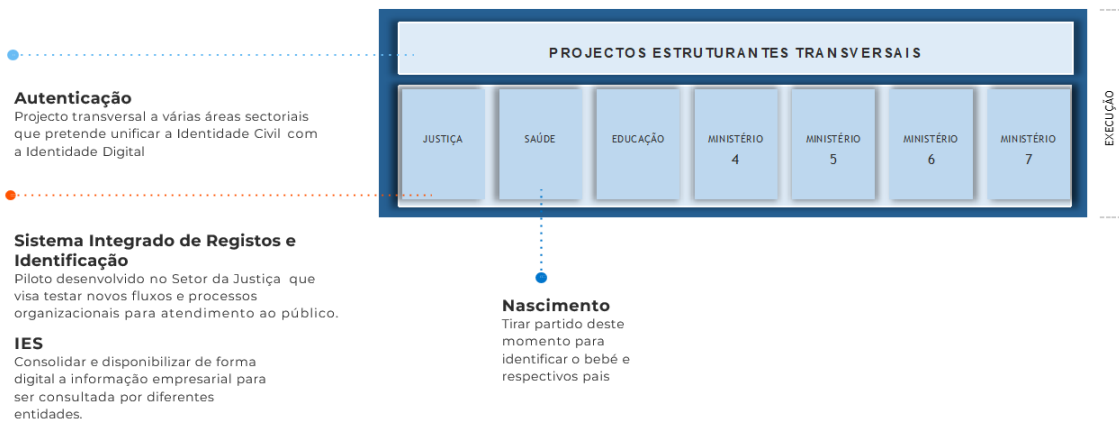 PROJECTOS ESTRUTURANTES TRANSVERSAIS
JUSTIÇA
SAÚDE
EDUCAÇÃO
MINISTÉRIO
4
MINISTÉRIO
5
MINISTÉRIO
6
MINISTÉRIO
7
EXECUÇÃO
Autenticação
Projecto transversal a várias áreas sectoriais
que pretende unificar a Identidade Civil com
a Identidade Digital
Sistema Integrado de Registos e
Identificação
Piloto desenvolvido no Setor da Justiça que
visa testar novos fluxos e processos
organizacionais para atendimento ao público.
IES
Consolidar e disponibilizar de forma
digital a informação empresarial para
ser consultada por diferentes
entidades.
Nascimento
Tirar partido deste
momento para
identificar o bebé e
respectivos pais